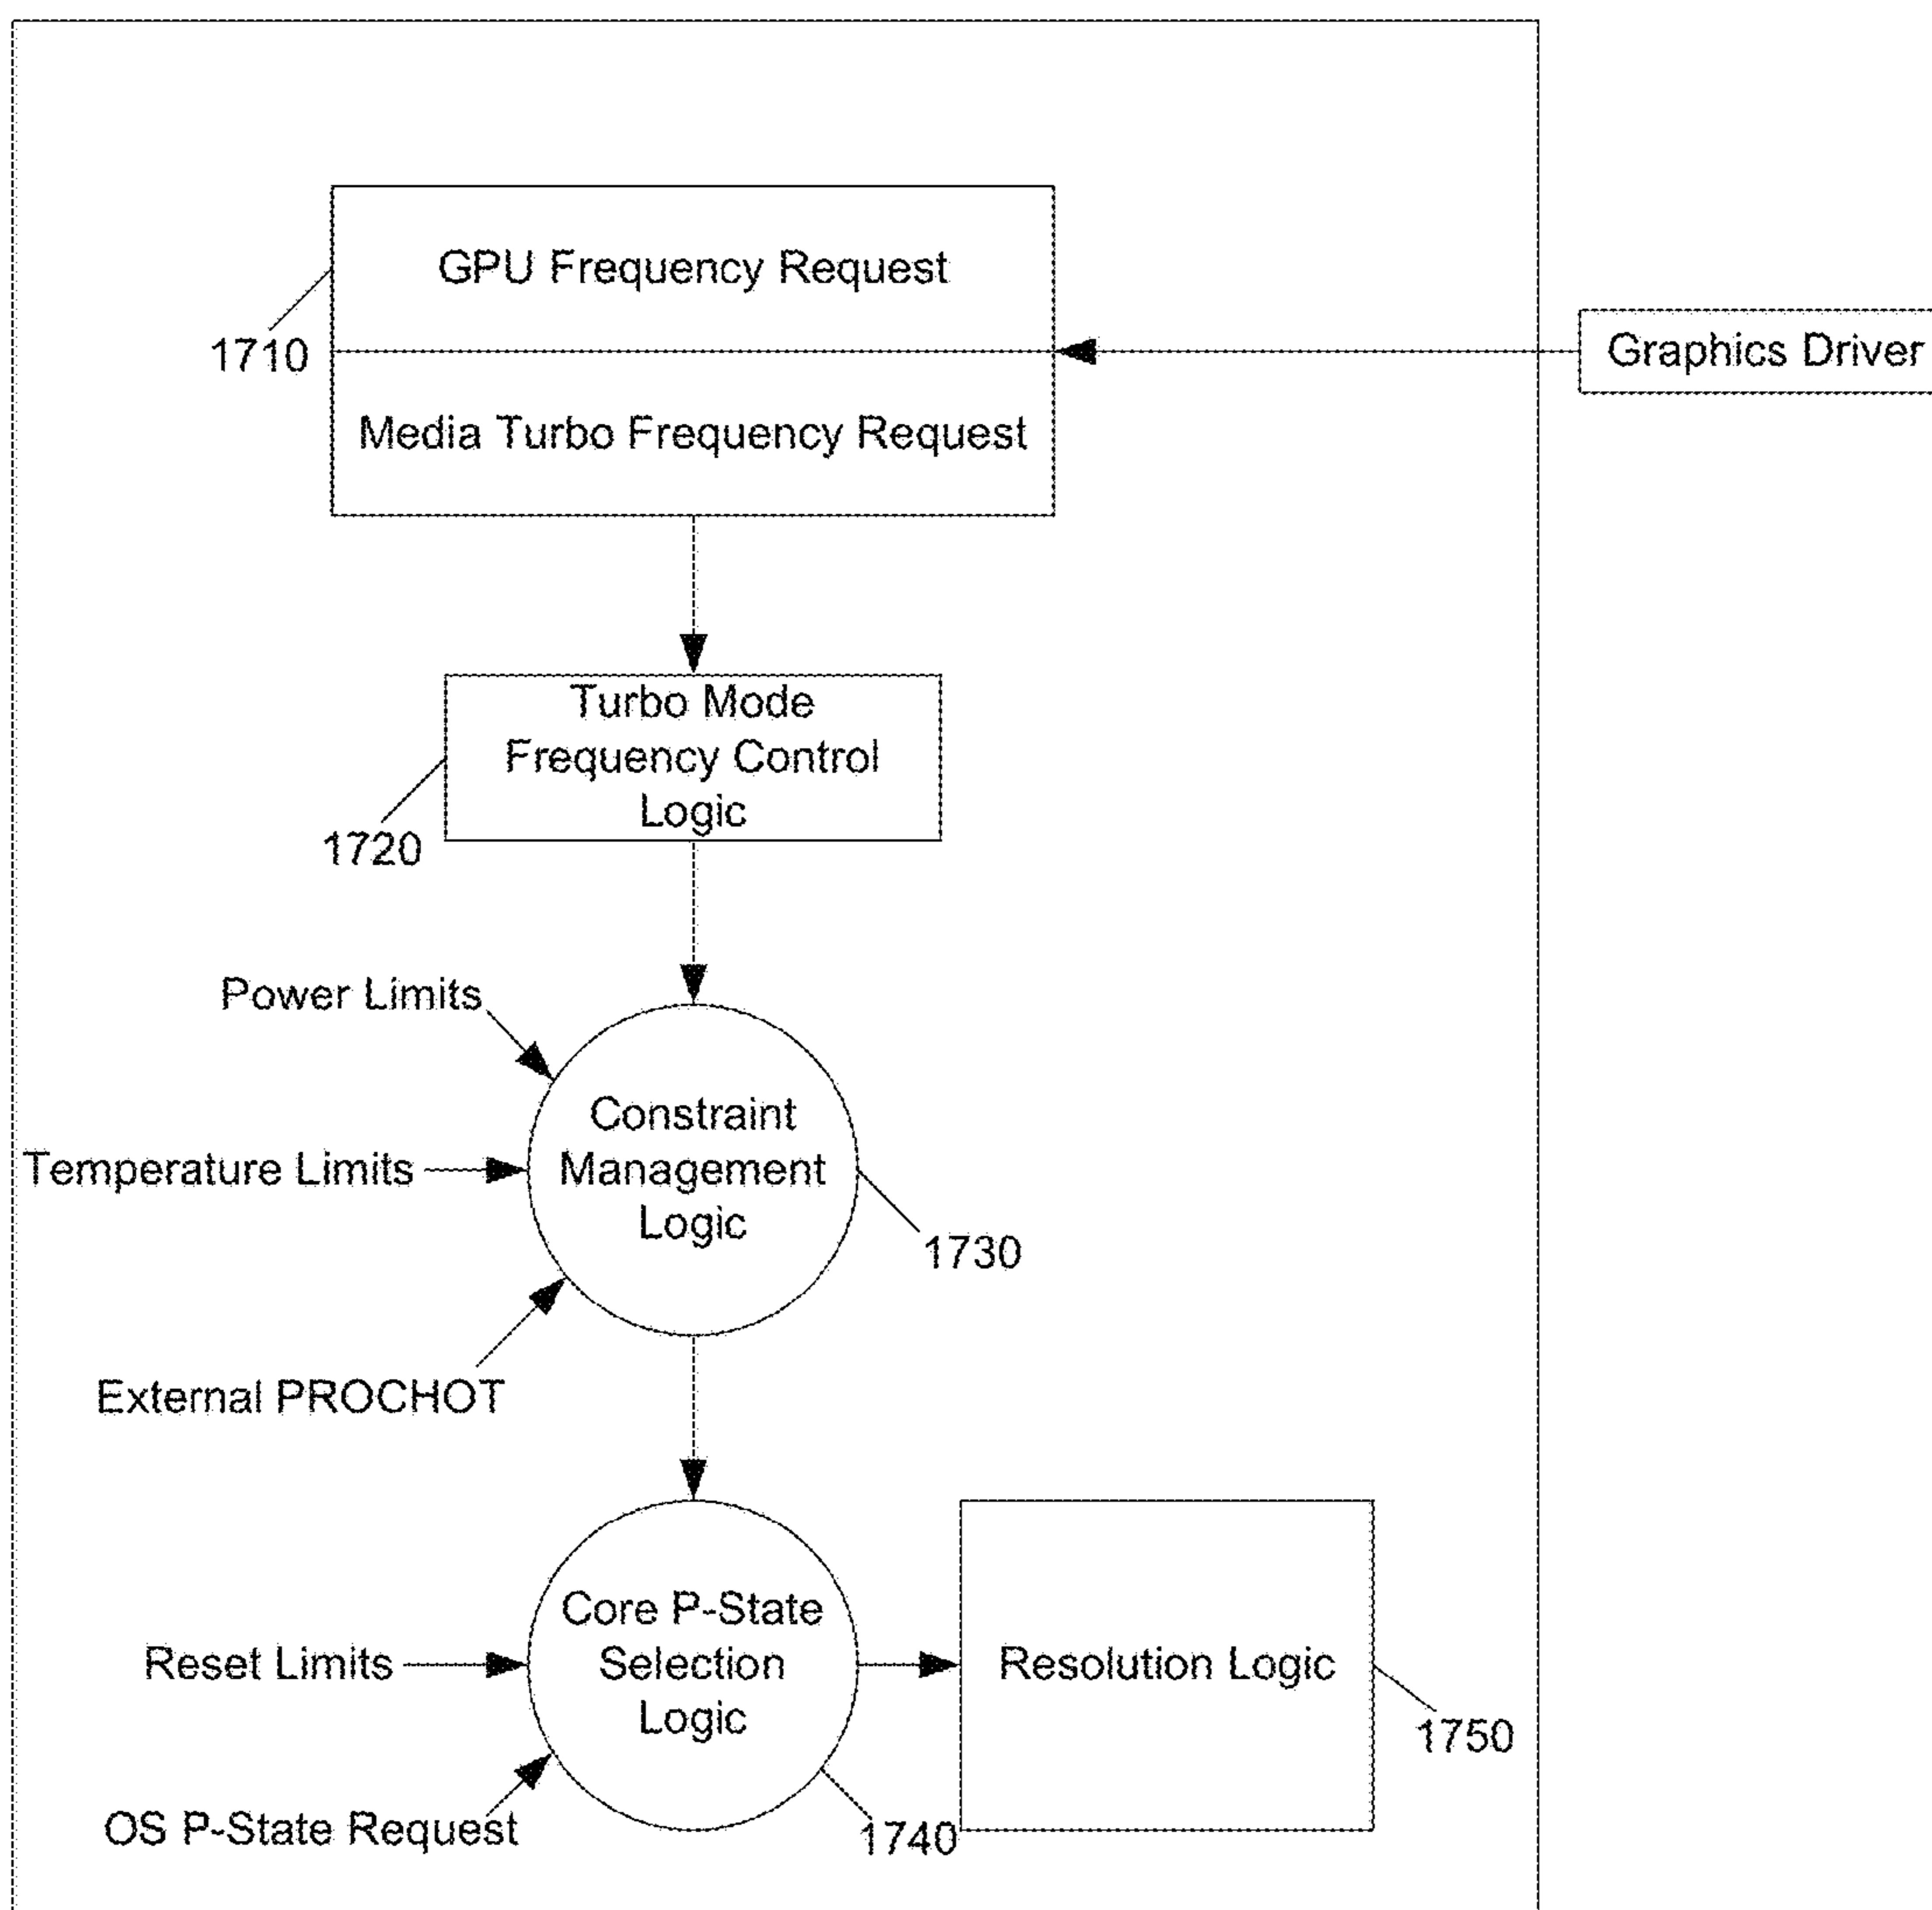 GPU Frequency Request
1710
Graphics Driver
Media Turbo Frequency Request
Turbo Mode
Frequency Control
Logic
1720
Power Limits
Temperature Limits
External PROCHOT
Constraint
Management
Logic
1730
Reset Limits
OS P-State Request
Core P-State
Selection
Logic
1740
Resolution Logic
1750